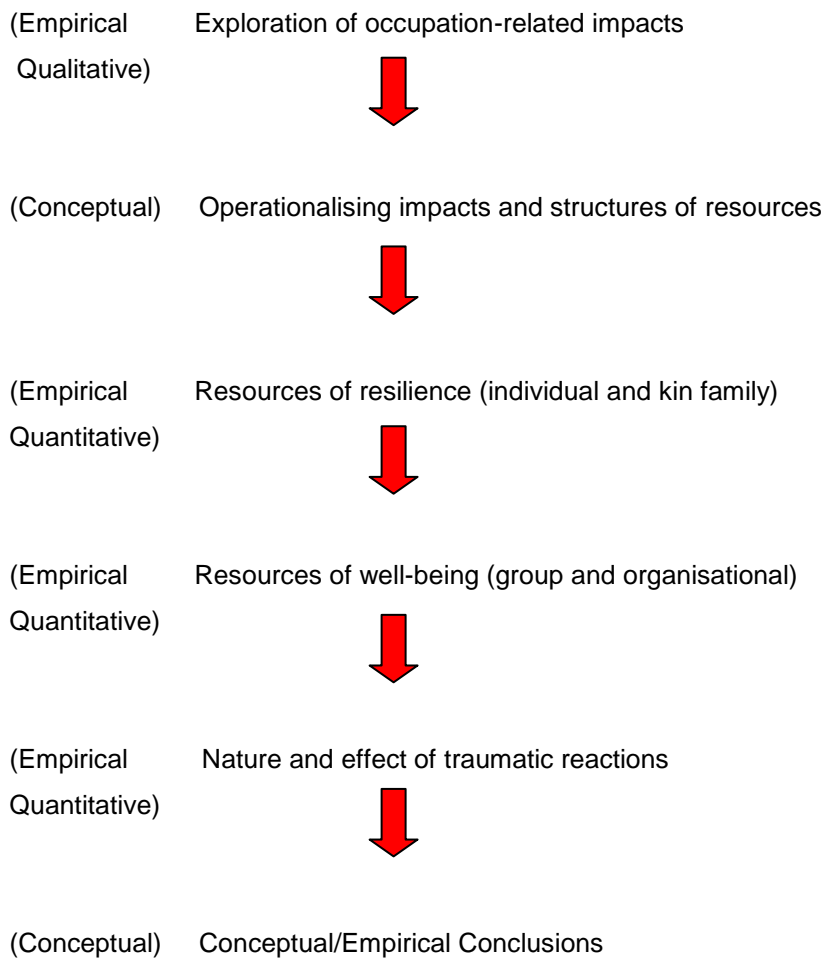 (Empirical Exploration of occupation-related impacts
Qualitative)
(Conceptual) Operationalising impacts and structures of resources
(Empirical Resources of resilience (individual and kin family)
Quantitative)
(Empirical Resources of well-being (group and organisational)
Quantitative)
(Empirical Nature and effect of traumatic reactions
Quantitative)
(Conceptual) Conceptual/Empirical Conclusions